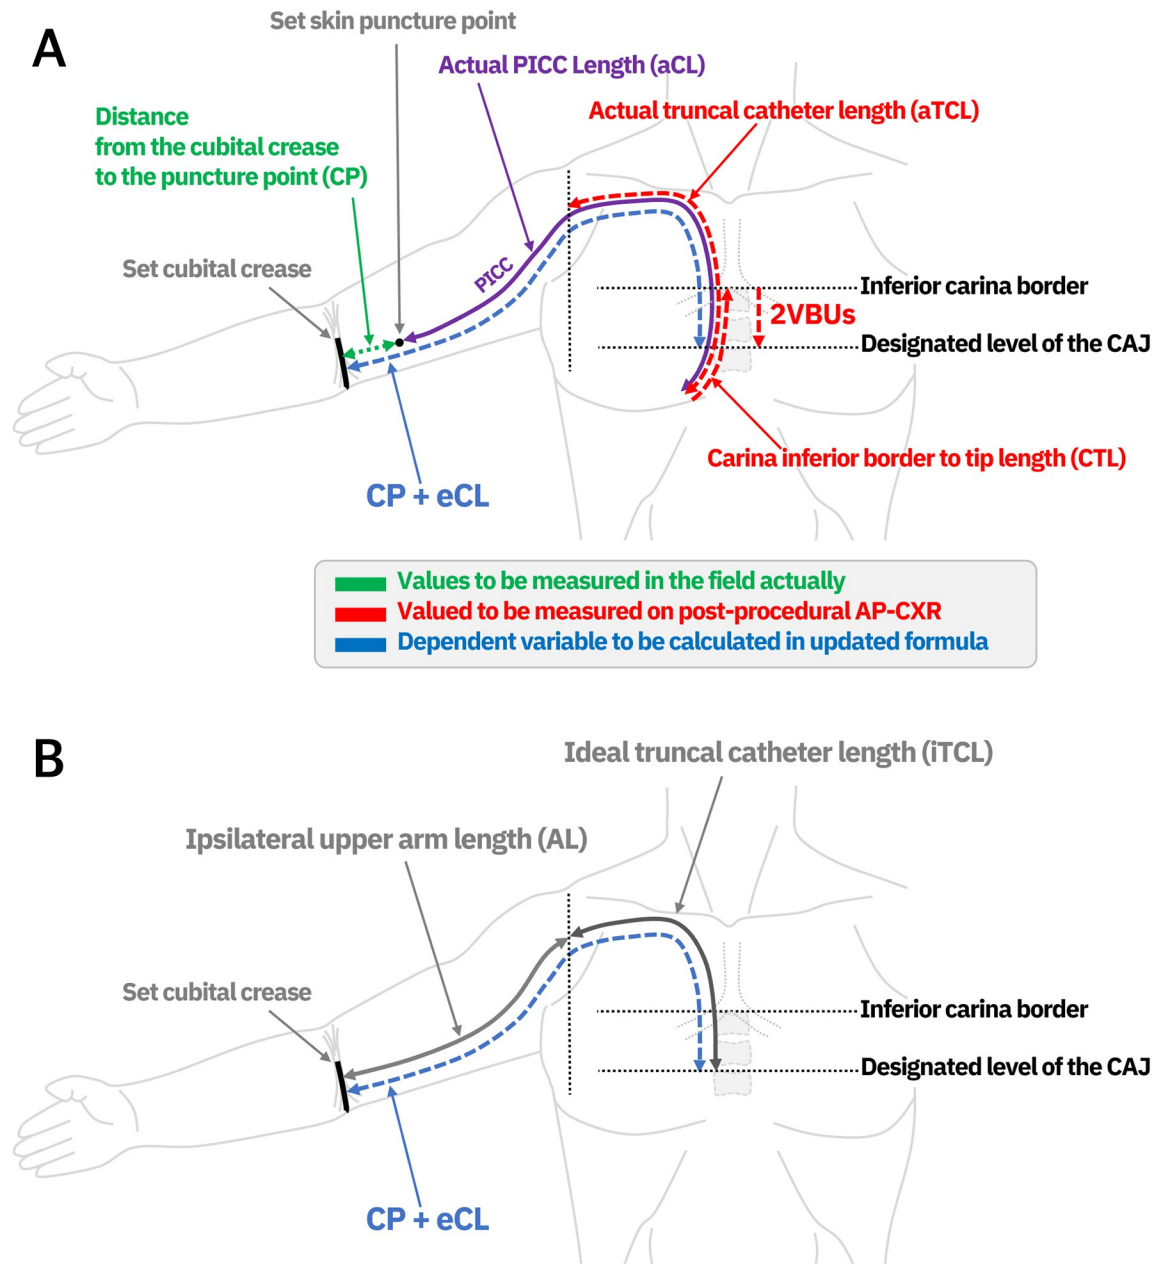 A
Set skin puncture point
Actual PICC Length (aCL)
Actual truncal catheter length (aTCL)
Distance
from the cubital crease
to the puncture point (CP)
Set cubital crease
PICC
Inferior carina border
2VBUs
Designated level of the CAJ
Carina inferior border to tip length (CTL)
CP + eCL
Values to be measured in the field actually
Valued to be measured on post-procedural AP-CXR
Dependent variable to be calculated in updated formula
B
Ideal truncal catheter length (iTCL)
Ipsilateral upper arm length (AL)
Set cubital crease
Inferior carina border
Designated level of the CAJ
CP + eCL